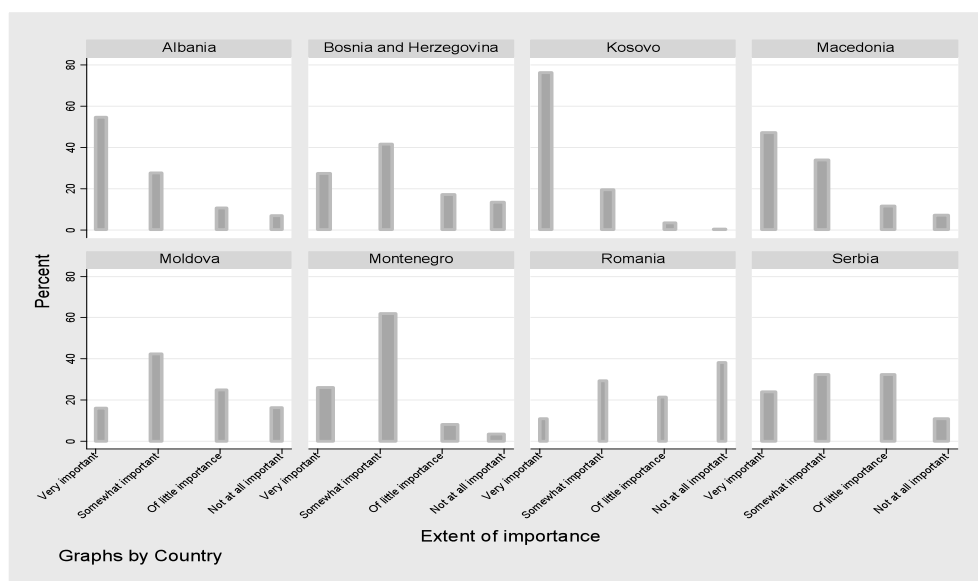 Albania Bosnia and Herzegovina Kosovo Macedonia
80
60
40
20
0
Moldova Montenegro Romania Serbia
80
60
40
20
0
Percent
Very important Somewhat important Of little importance Not at all important Very important Somewhat important Of little importance Not at all important Very important Somewhat important Of little importance Not at all important Very important Somewhat important Of little importance Not at all important
Extent of importance
Graphs by Country